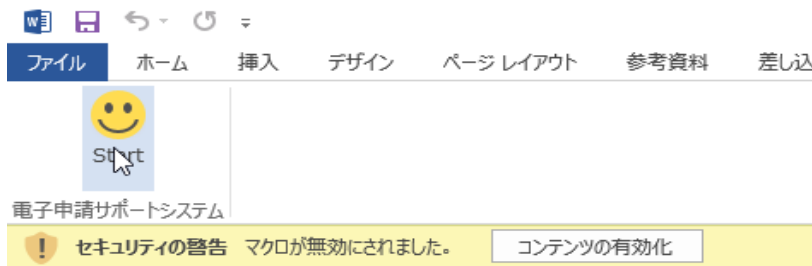 ファイル ホーム 挿入 デザイン ページ レイアウト 参考資料 差し込
Start
電子申請サポートシステム
セキュリティの警告 マクロが無効にされました。 コンテンツの有効化